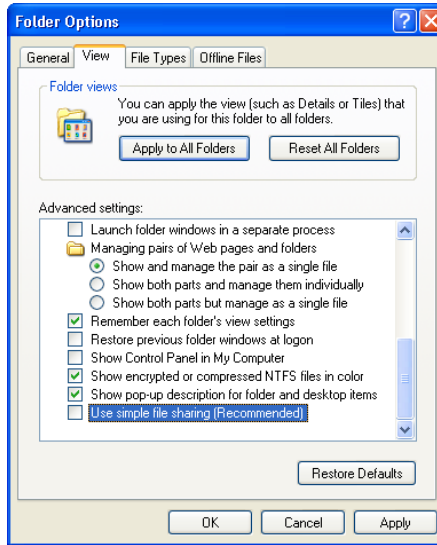 Folder Options
General View File Types Offline Files
Folder views
You can apply the view (such as Details or Tiles) that
you are using for this folder to all folders.
Apply to All Folders Reset All Folders
Advanced settings:
Launch folder windows in a separate process
Managing pairs of Web pages and folders
Show and manage the pair as a single file
Show both parts and manage them individually
Show both parts but manage as a single file
Remember each folder's view settings
Restore previous folder windows at logon
Show Control Panel in My Computer
Show encrypted or compressed NTFS files in color
Show pop-up description for folder and desktop items
Use simple file sharing (Recommended)
Restore Defaults
OK Cancel Apply